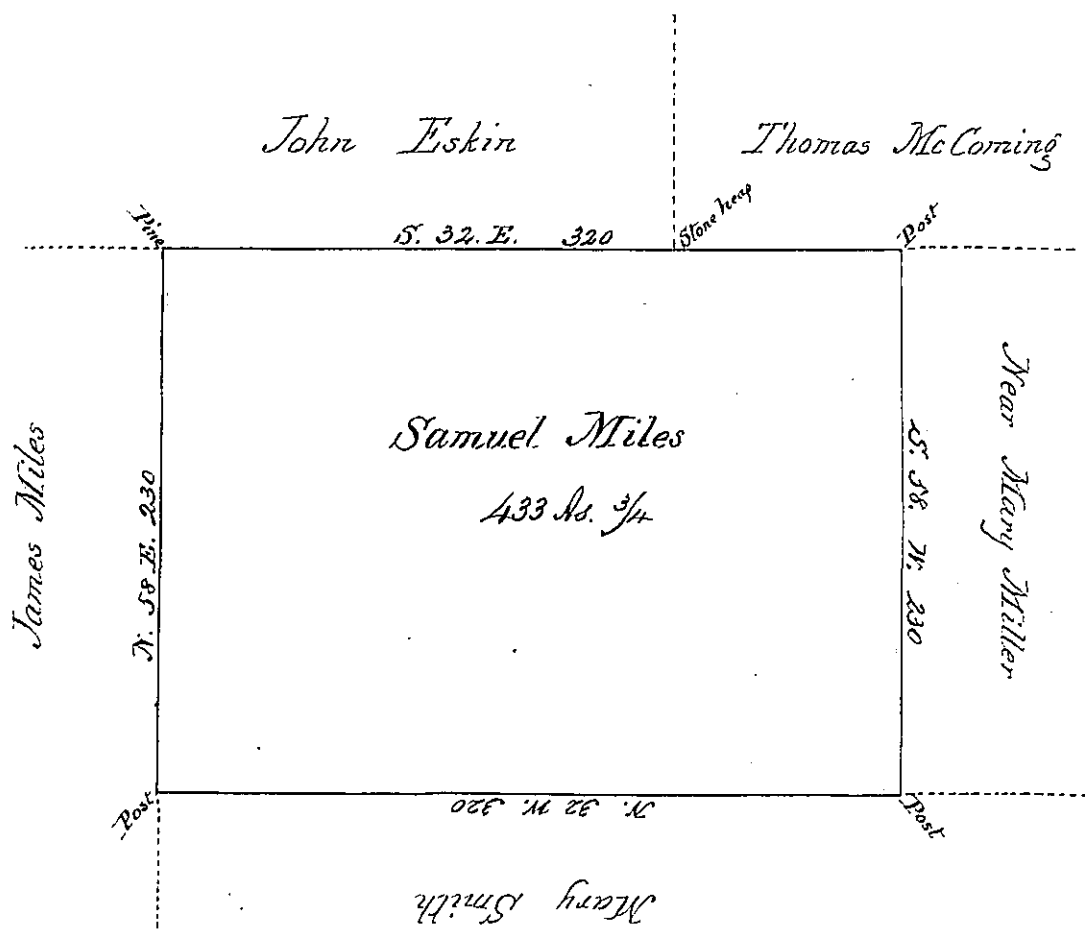 John Eskin
Thomas McComing
Pine
S. 32. E. 320
Stone heap
Post
James Miles
N. 58 E. 230
Samuel Miles
433 As. 3/4
S. 58. W. 230
Near Mary Miller
Post
N. 32 W. 320
Post
Mary Smith